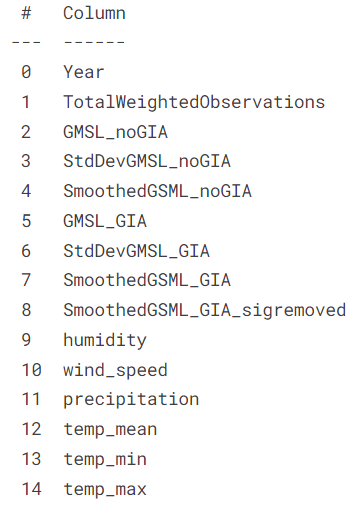 # Column
--- ------
0 Year
1 TotalWeightedObservations
2 GMSL_noGIA
3 StdDevGMSL_noGIA
4 SmoothedGSML_noGIA
5 GMSL_GIA
6 StdDevGMSL_GIA
7 SmoothedGSML_GIA
8 SmoothedGSML_GIA_sigremoved
9 humidity
10 wind_speed
11 precipitation
12 temp_mean
13 temp_min
14 temp_max